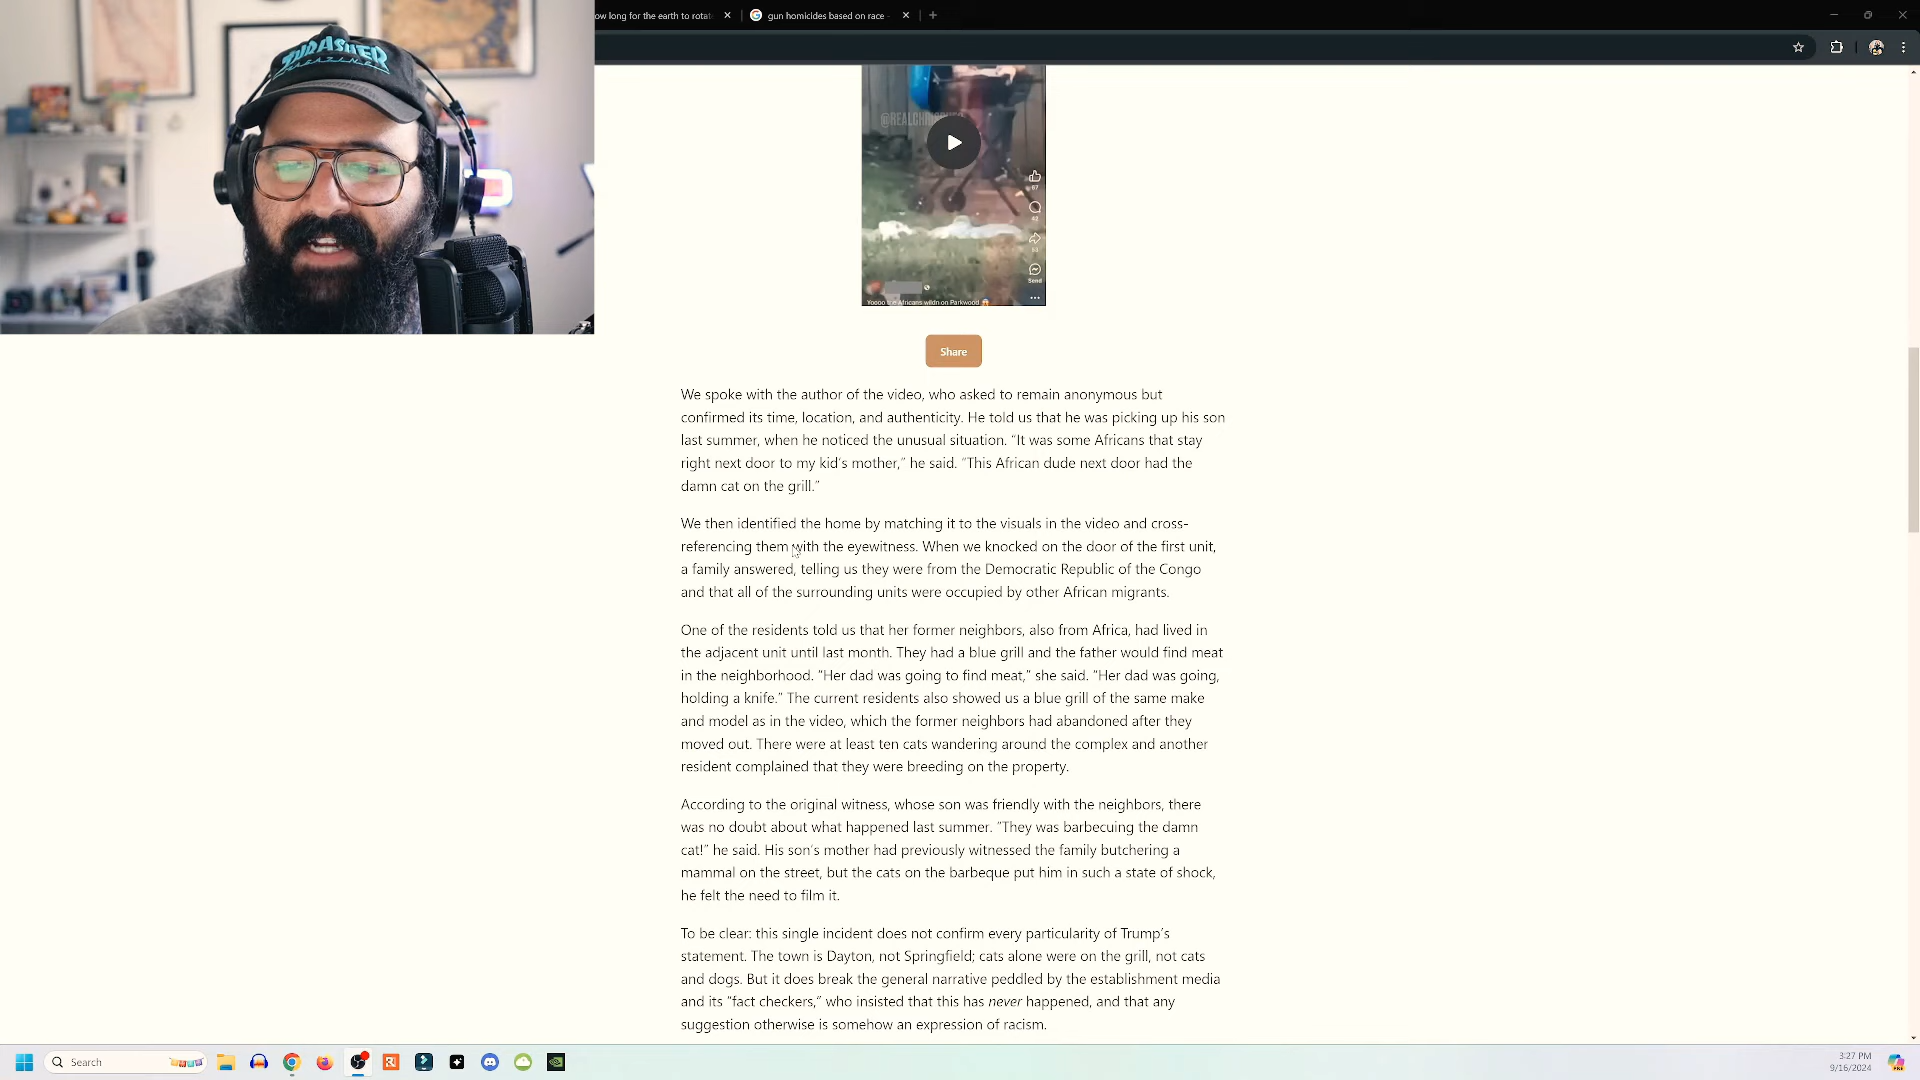 THRASHER
MAGAZINE
ow long for the earth to rotat
gun homicides based on race -
87
42
83
Send
Yoooo the Africans wildn on Parkwood
Share
We spoke with the author of the video, who asked to remain anonymous but
confirmed its time, location, and authenticity. He told us that he was picking up his son
last summer, when he noticed the unusual situation. “It was some Africans that stay
right next door to my kid’s mother,” he said. “This African dude next door had the
damn cat on the grill.”
We then identified the home by matching it to the visuals in the video and cross-
referencing them with the eyewitness. When we knocked on the door of the first unit,
a family answered, telling us they were from the Democratic Republic of the Congo
and that all of the surrounding units were occupied by other African migrants.
One of the residents told us that her former neighbors, also from Africa, had lived in
the adjacent unit until last month. They had a blue grill and the father would find meat
in the neighborhood. “Her dad was going to find meat,” she said. “Her dad was going,
holding a knife.” The current residents also showed us a blue grill of the same make
and model as in the video, which the former neighbors had abandoned after they
moved out. There were at least ten cats wandering around the complex and another
resident complained that they were breeding on the property.
According to the original witness, whose son was friendly with the neighbors, there
was no doubt about what happened last summer. “They was barbecuing the damn
cat!” he said. His son’s mother had previously witnessed the family butchering a
mammal on the street, but the cats on the barbeque put him in such a state of shock,
he felt the need to film it.
To be clear: this single incident does not confirm every particularity of Trump’s
statement. The town is Dayton, not Springfield; cats alone were on the grill, not cats
and dogs. But it does break the general narrative peddled by the establishment media
and its “fact checkers,” who insisted that this has never happened, and that any
suggestion otherwise is somehow an expression of racism.
Search
3:27 PM
9/16/2024